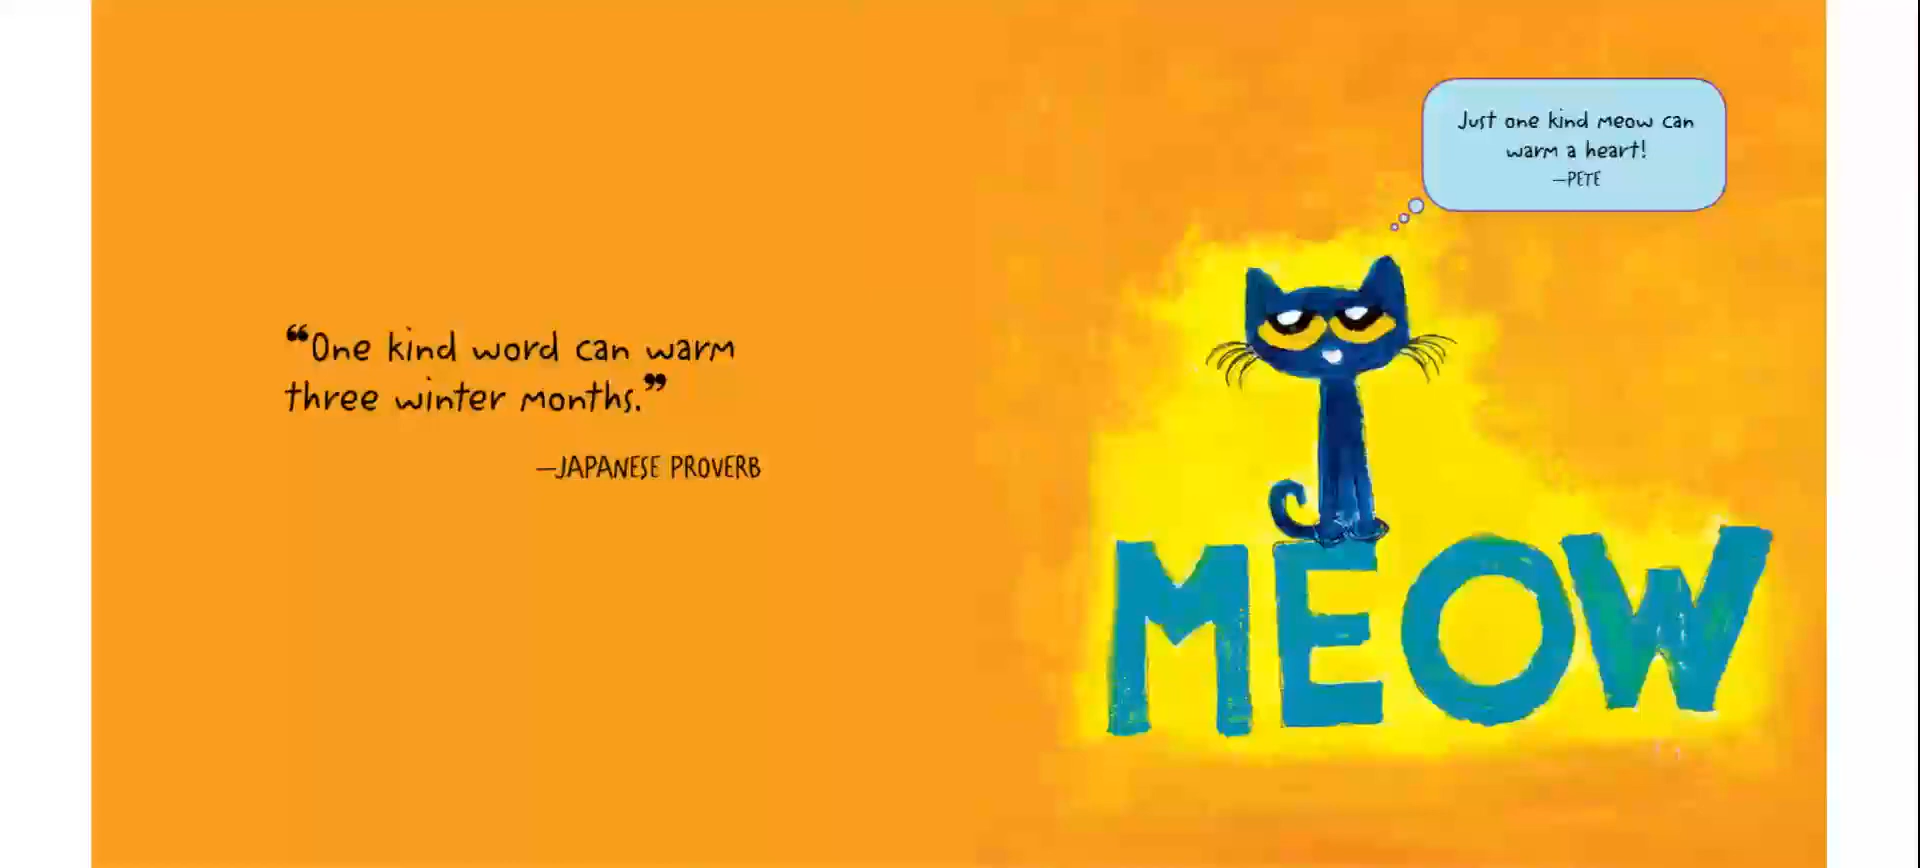 “One kind word can warm
three winter months.”
—JAPANESE PROVERB
Just one kind meow can
warm a heart!
—PETE
MEOW